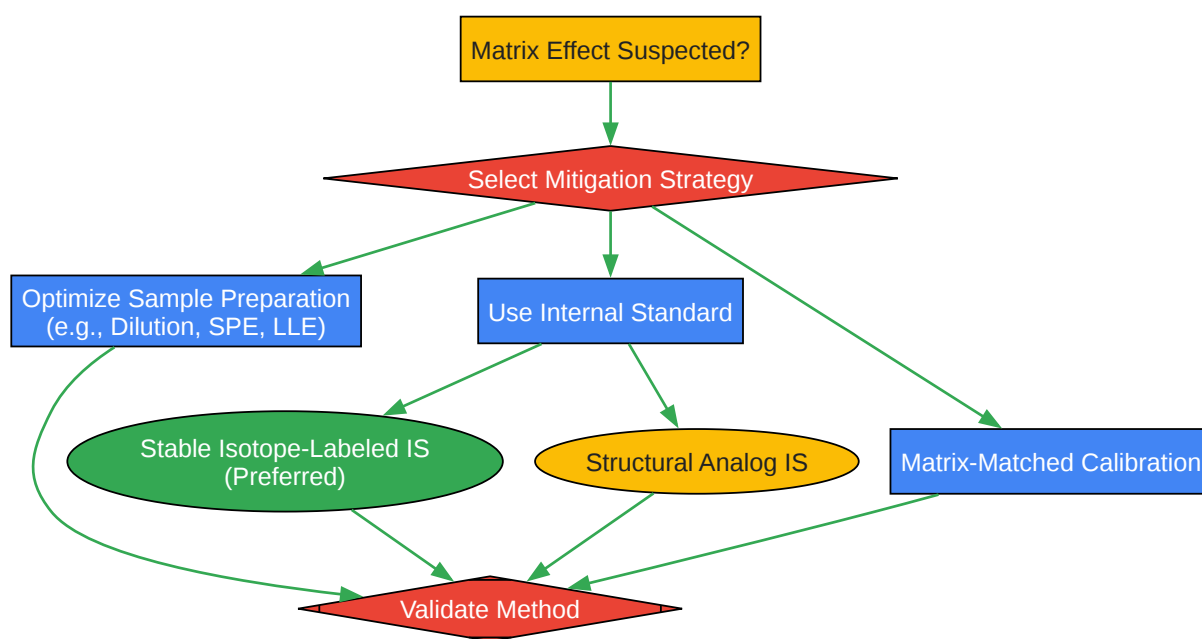 Matrix Effect Suspected?
Select Mitigation Strategy
Optimize Sample Preparation
(e.g., Dilution, SPE, LLE)
Use Internal Standard
Stable Isotope-Labeled IS
(Preferred)
Structural Analog IS
Matrix-Matched Calibration
Validate Method